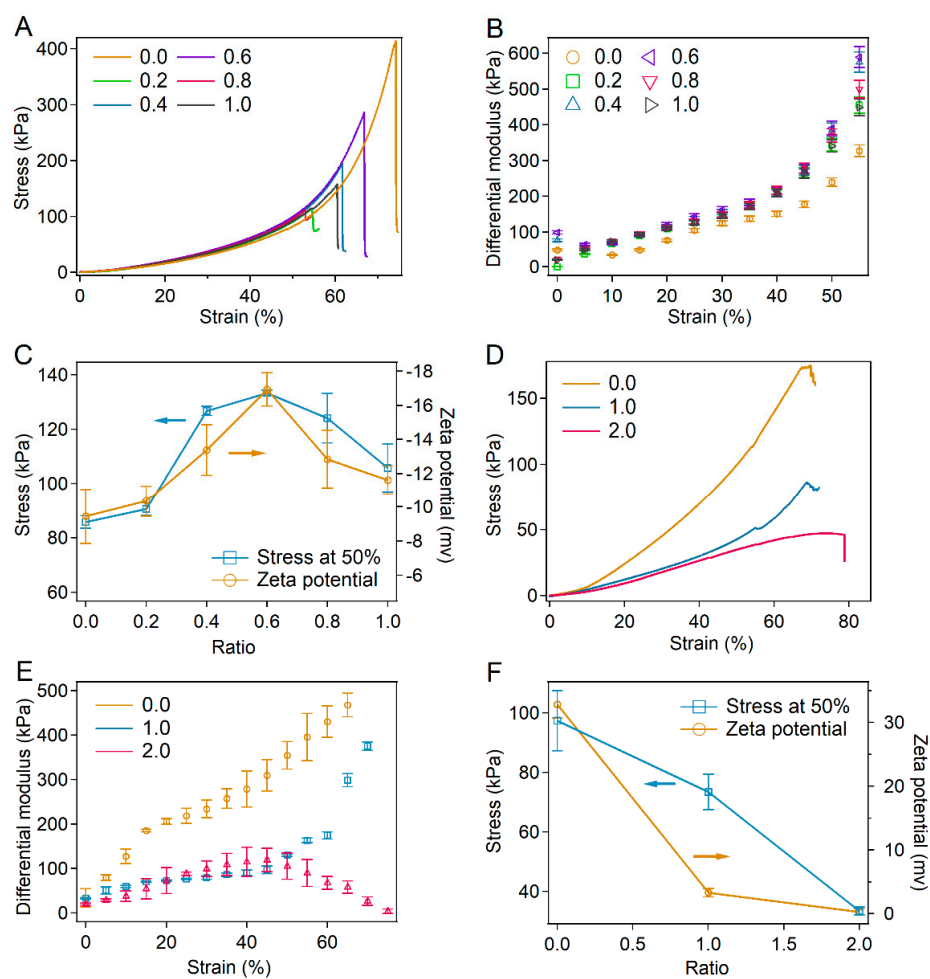 A
400
300
200
100
0
Stress (kPa)
0.0 0.6
0.2 0.8
0.4 1.0
0 20 40 60
Strain (%)
B
600
500
400
300
200
100
0
Differential modulus (kPa)
0.0 0.6
0.2 0.8
0.4 1.0
0 10 20 30 40 50
Strain (%)
C
140
120
100
80
60
Stress (kPa)
-18
-16
-14
-12
-10
-8
-6
Zeta potential (mv)
Stress at 50%
Zeta potential
0.0 0.2 0.4 0.6 0.8 1.0
Ratio
D
150
100
50
0
Stress (kPa)
0.0
1.0
2.0
0 20 40 60 80
Strain (%)
E
500
400
300
200
100
0
Differential modulus (kPa)
0.0
1.0
2.0
0 20 40 60
Strain (%)
F
100
80
60
40
Stress (kPa)
30
20
10
0
Zeta potential (mv)
Stress at 50%
Zeta potential
0.0 0.5 1.0 1.5 2.0
Ratio